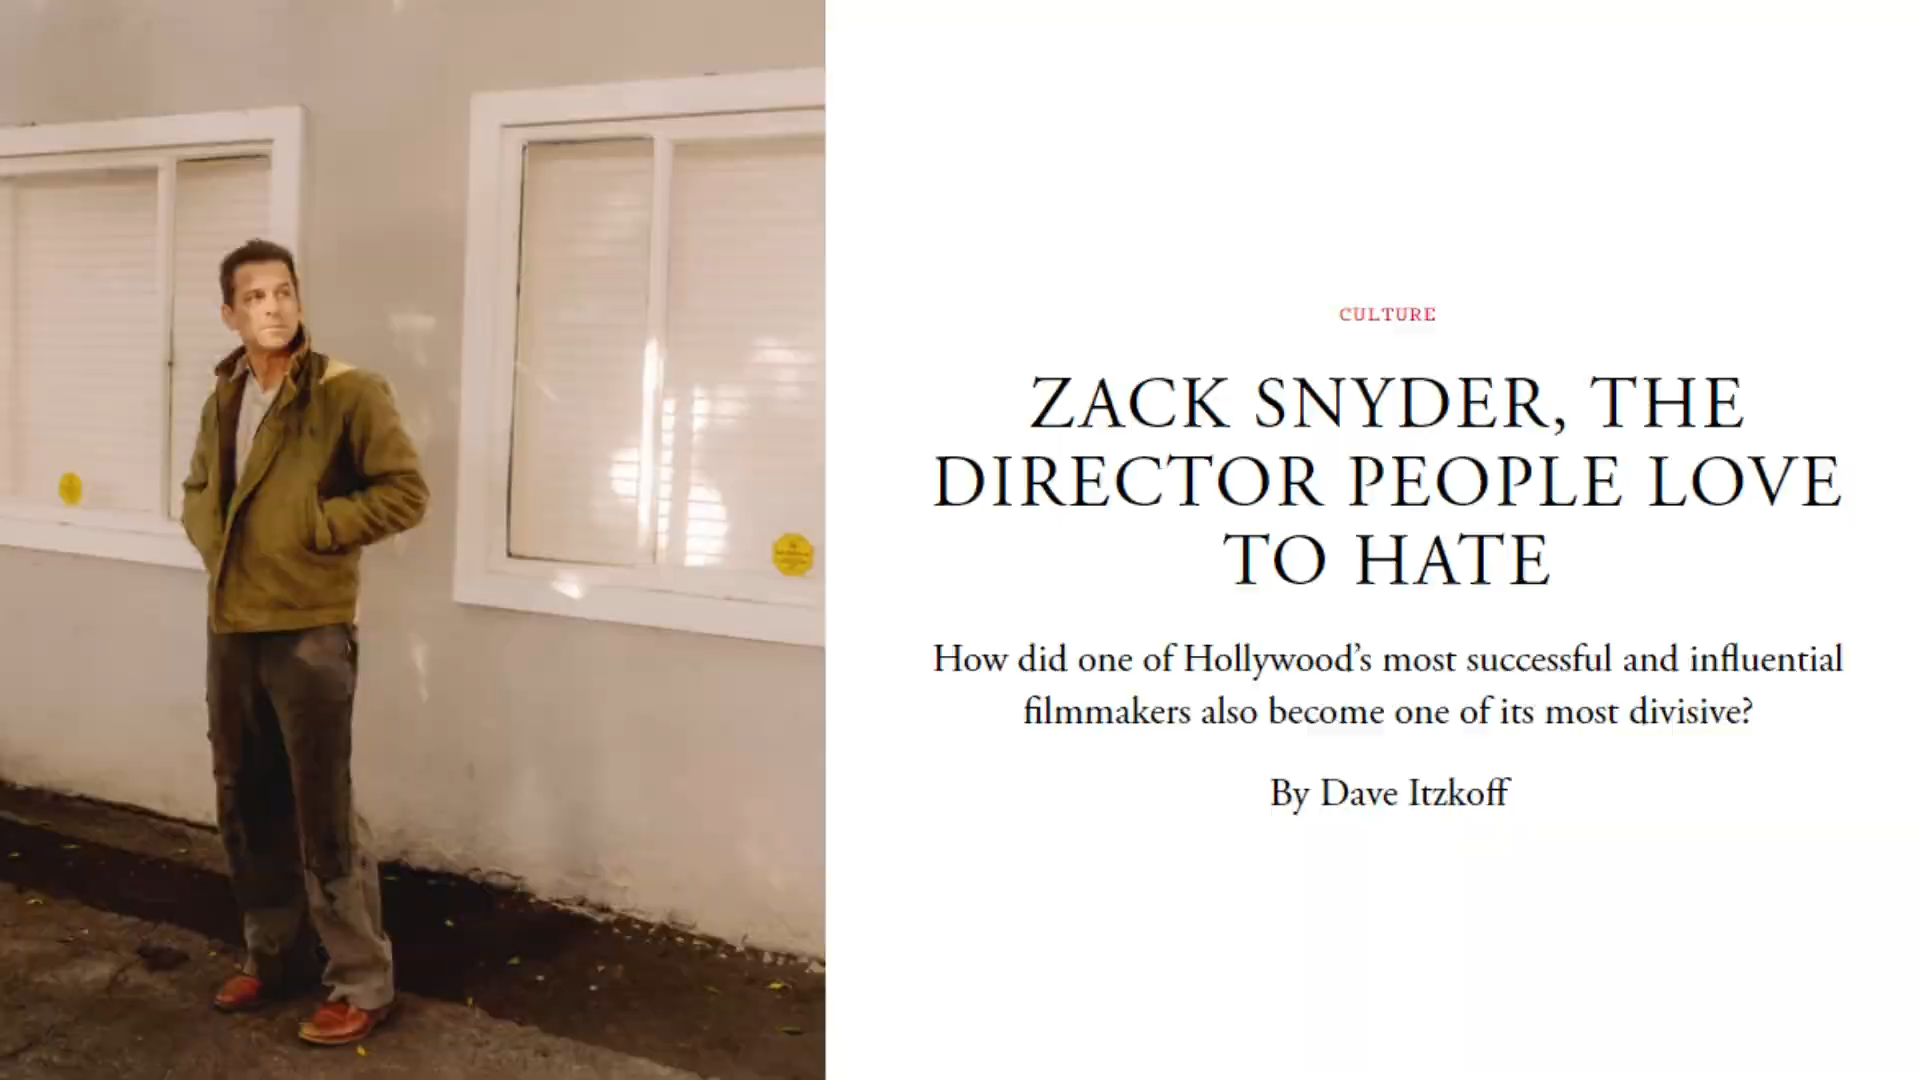 CULTURE
ZACK SNYDER, THE
DIRECTOR PEOPLE LOVE
TO HATE
How did one of Hollywood’s most successful and influential
filmmakers also become one of its most divisive?
By Dave Itzkoff